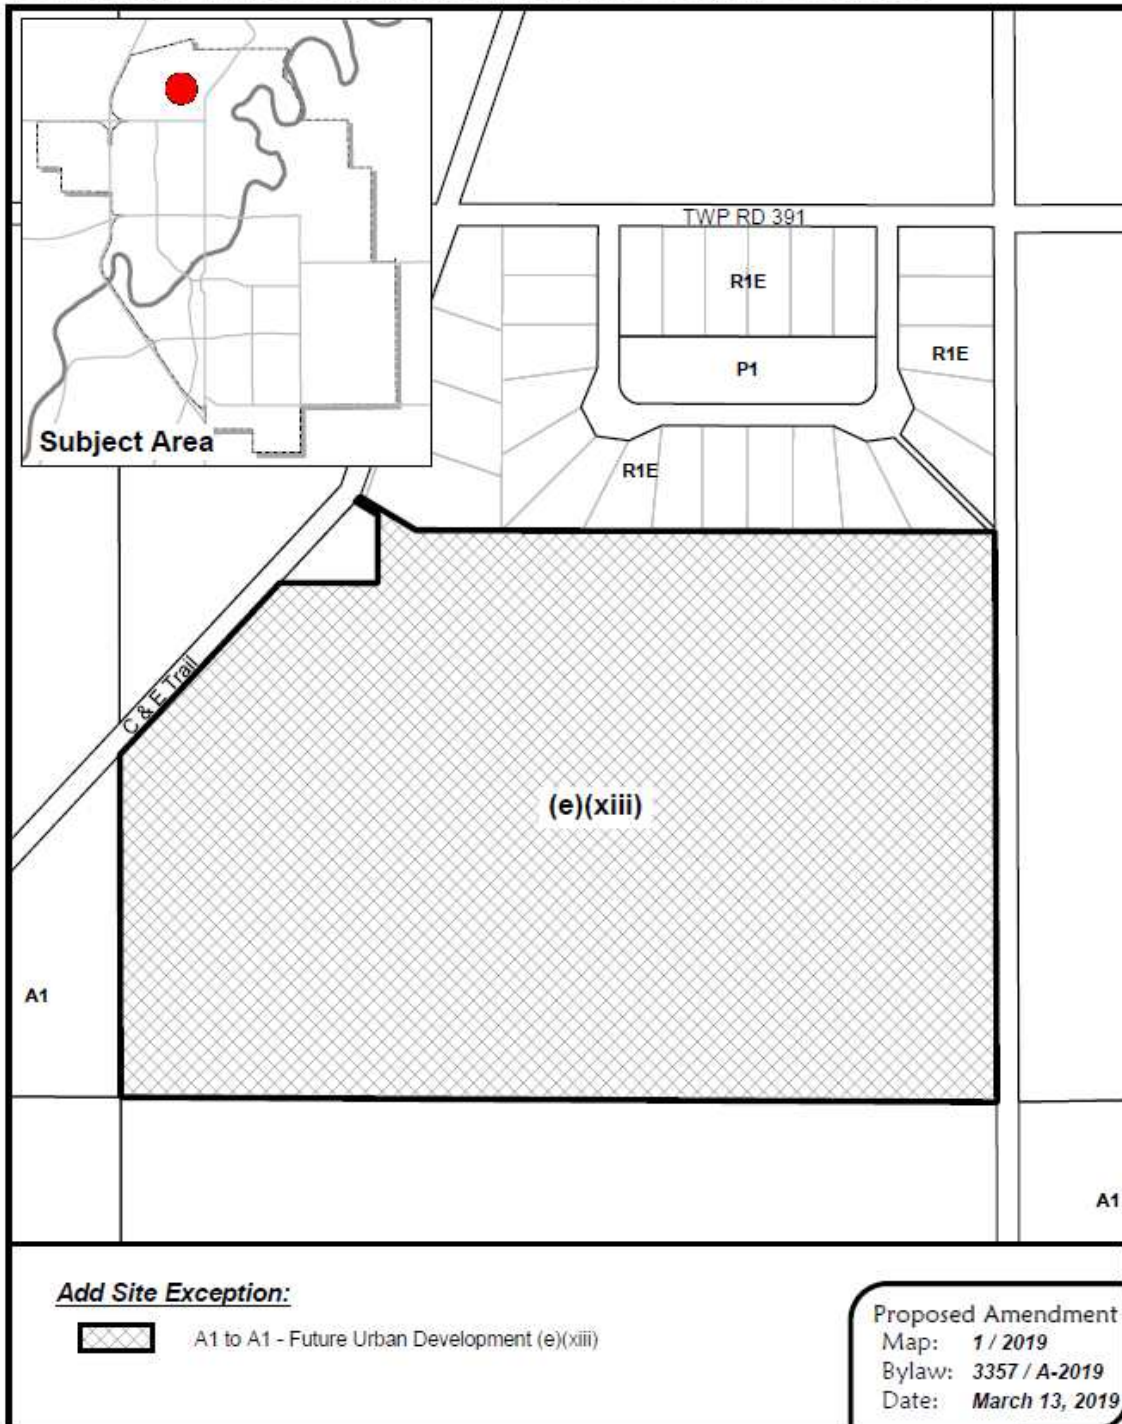 Subject Area
TWP RD 391
R1E
P1
R1E
R1E
C & E Trail
(e)(xiii)
A1
A1
Add Site Exception:
A1 to A1 - Future Urban Development (e)(xiii)
Proposed Amendment
Map: 1 / 2019
Bylaw: 3357 / A-2019
Date: March 13, 2019